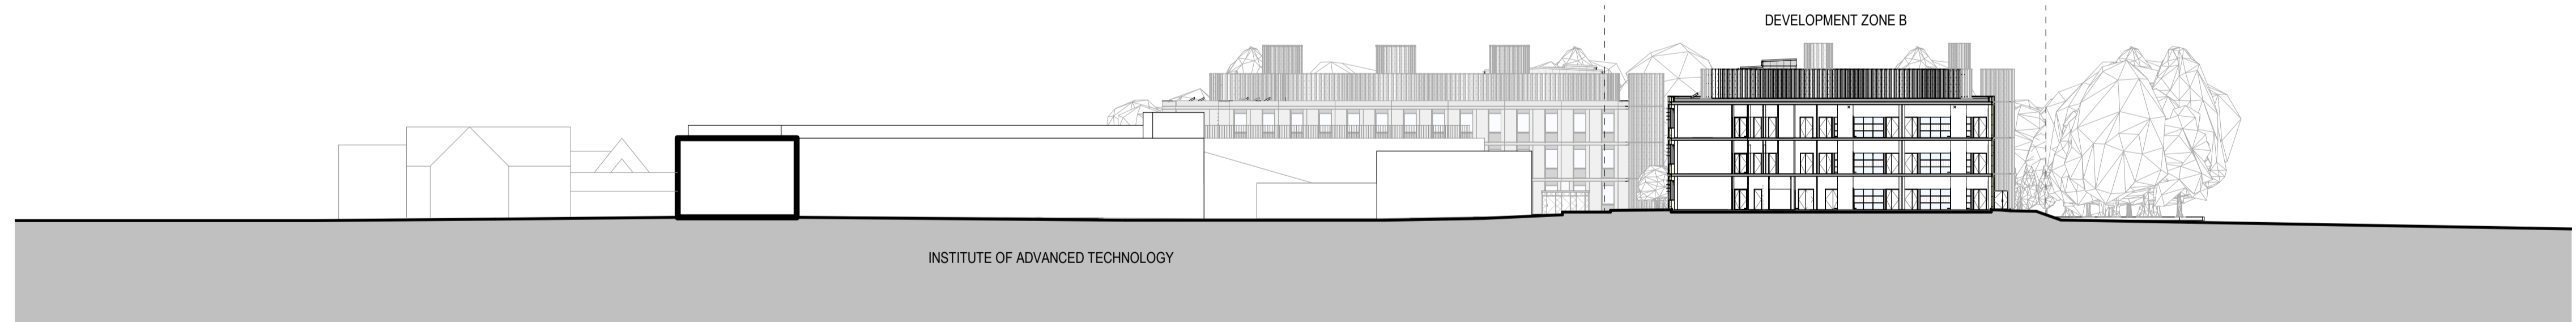 DEVELOPMENT ZONE B
INSTITUTE OF ADVANCED TECHNOLOGY